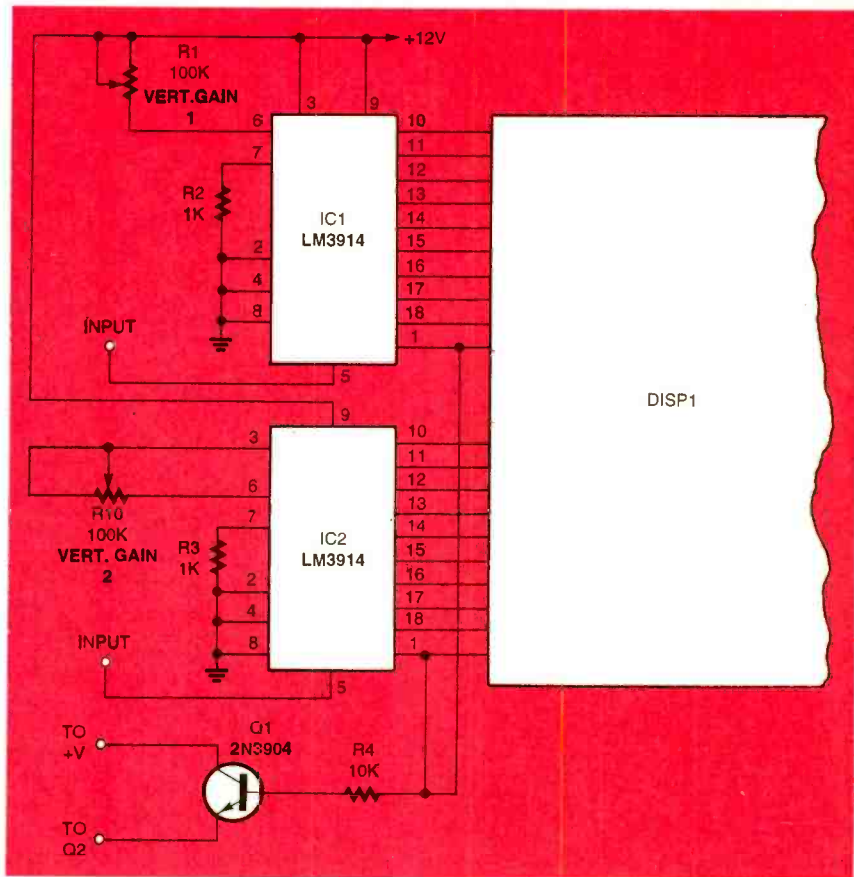 +12V
R1
100K
VERT.GAIN
1
3
9
6
7
10
11
12
13
14
15
16
17
18
1
R2
1K
IC1
LM3914
2
4
8
INPUT
5
DISP1
9
3
6
7
10
11
12
13
14
15
16
17
18
1
R10
100K
VERT. GAIN
2
IC2
LM3914
R3
1K
2
4
8
INPUT
5
TO
+V
Q1
2N3904
R4
10K
TO
Q2